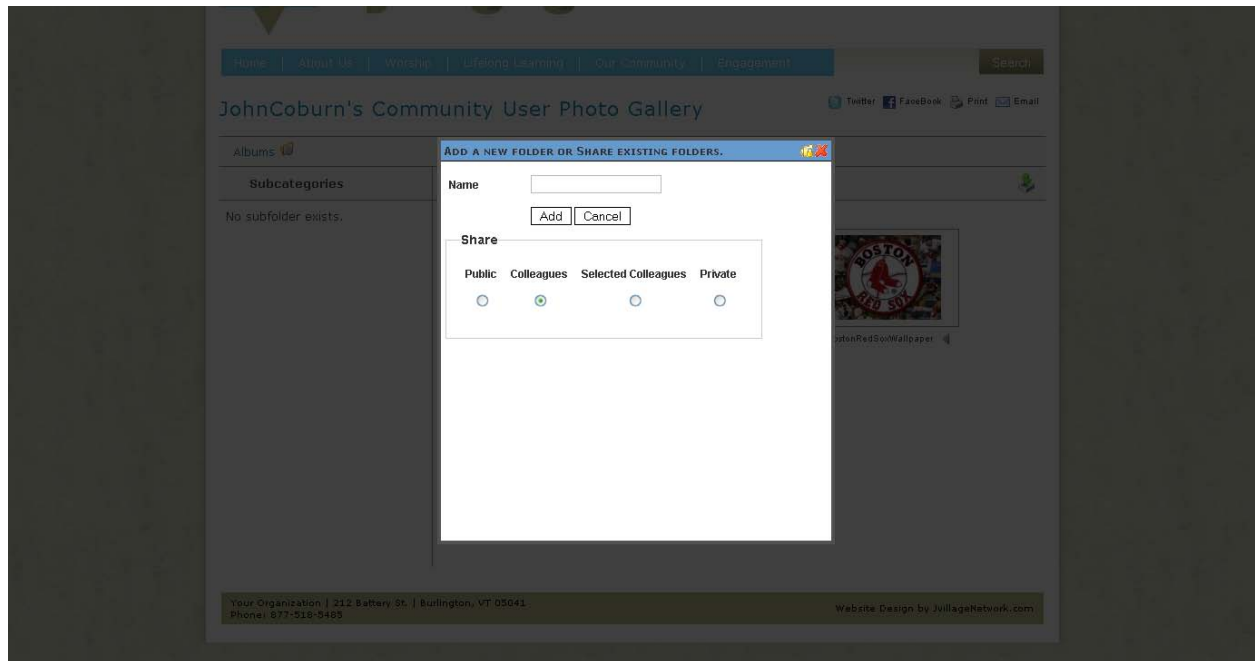 Home | About Us | Worship | Lifelong Learning | Our Community | Engagement
Search
JohnCoburn's Community User Photo Gallery
Twitter FaceBook Print Email
Albums
ADD A NEW FOLDER OR SHARE EXISTING FOLDERS.
Subcategories
Name
No subfolder exists.
Add Cancel
Share
Public Colleagues Selected Colleagues Private
BOSTON
RED SOX
Your Organization | 212 Battery St. | Burlington, VT 05041
Phone: 877-518-5485
Website Design by JvillageNetwork.com